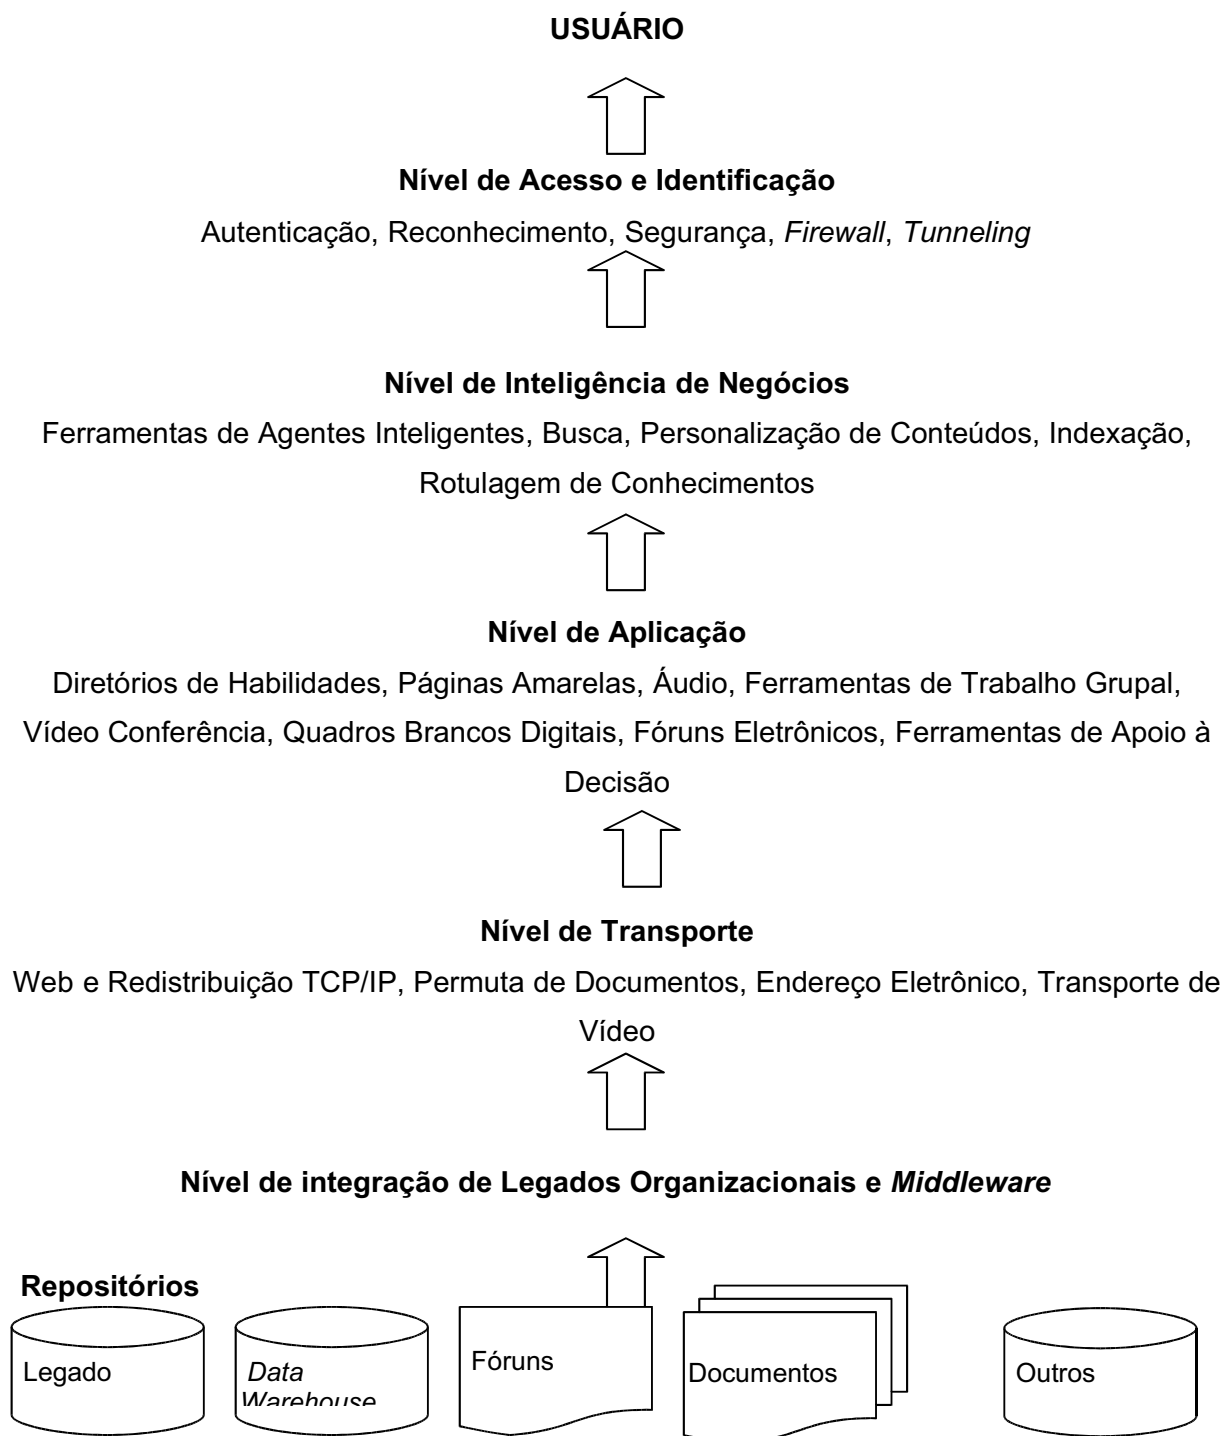 USUÁRIO
Nível de Acesso e Identificação
Autenticação, Reconhecimento, Segurança, Firewall, Tunneling
Nível de Inteligência de Negócios
Ferramentas de Agentes Inteligentes, Busca, Personalização de Conteúdos, Indexação,
Rotulagem de Conhecimentos
Nível de Aplicação
Diretórios de Habilidades, Páginas Amarelas, Áudio, Ferramentas de Trabalho Grupal,
Vídeo Conferência, Quadros Brancos Digitais, Fóruns Eletrônicos, Ferramentas de Apoio à
Decisão
Nível de Transporte
Web e Redistribuição TCP/IP, Permuta de Documentos, Endereço Eletrônico, Transporte de
Vídeo
Nível de integração de Legados Organizacionais e Middleware
Repositórios
Legado
Data
Warehouse
Fóruns
Documentos
Outros